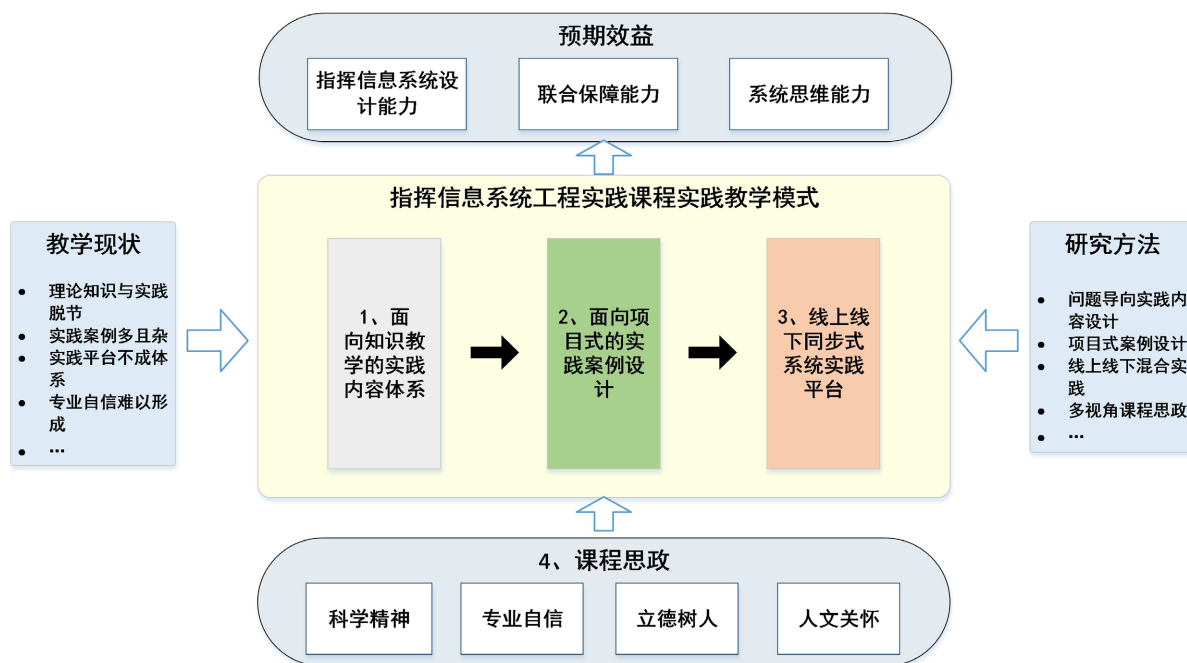 预期效益
指挥信息系统设
计能力
联合保障能力
系统思维能力
指挥信息系统工程实践课程实践教学模式
教学现状
• 理论知识与实践
脱节
• 实践案例多且杂
• 实践平台不成体
系
• 专业自信难以形
成
• …
1、面
向知识教
学的实践
内容体系
2、面向项
目式的实
践案例设
计
3、线上线
下同步式
系统实践
平台
研究方法
• 问题导向实践内
容设计
• 项目式案例设计
• 线上线下混合实
践
• 多视角课程思政
• …
4、课程思政
科学精神
专业自信
立德树人
人文关怀